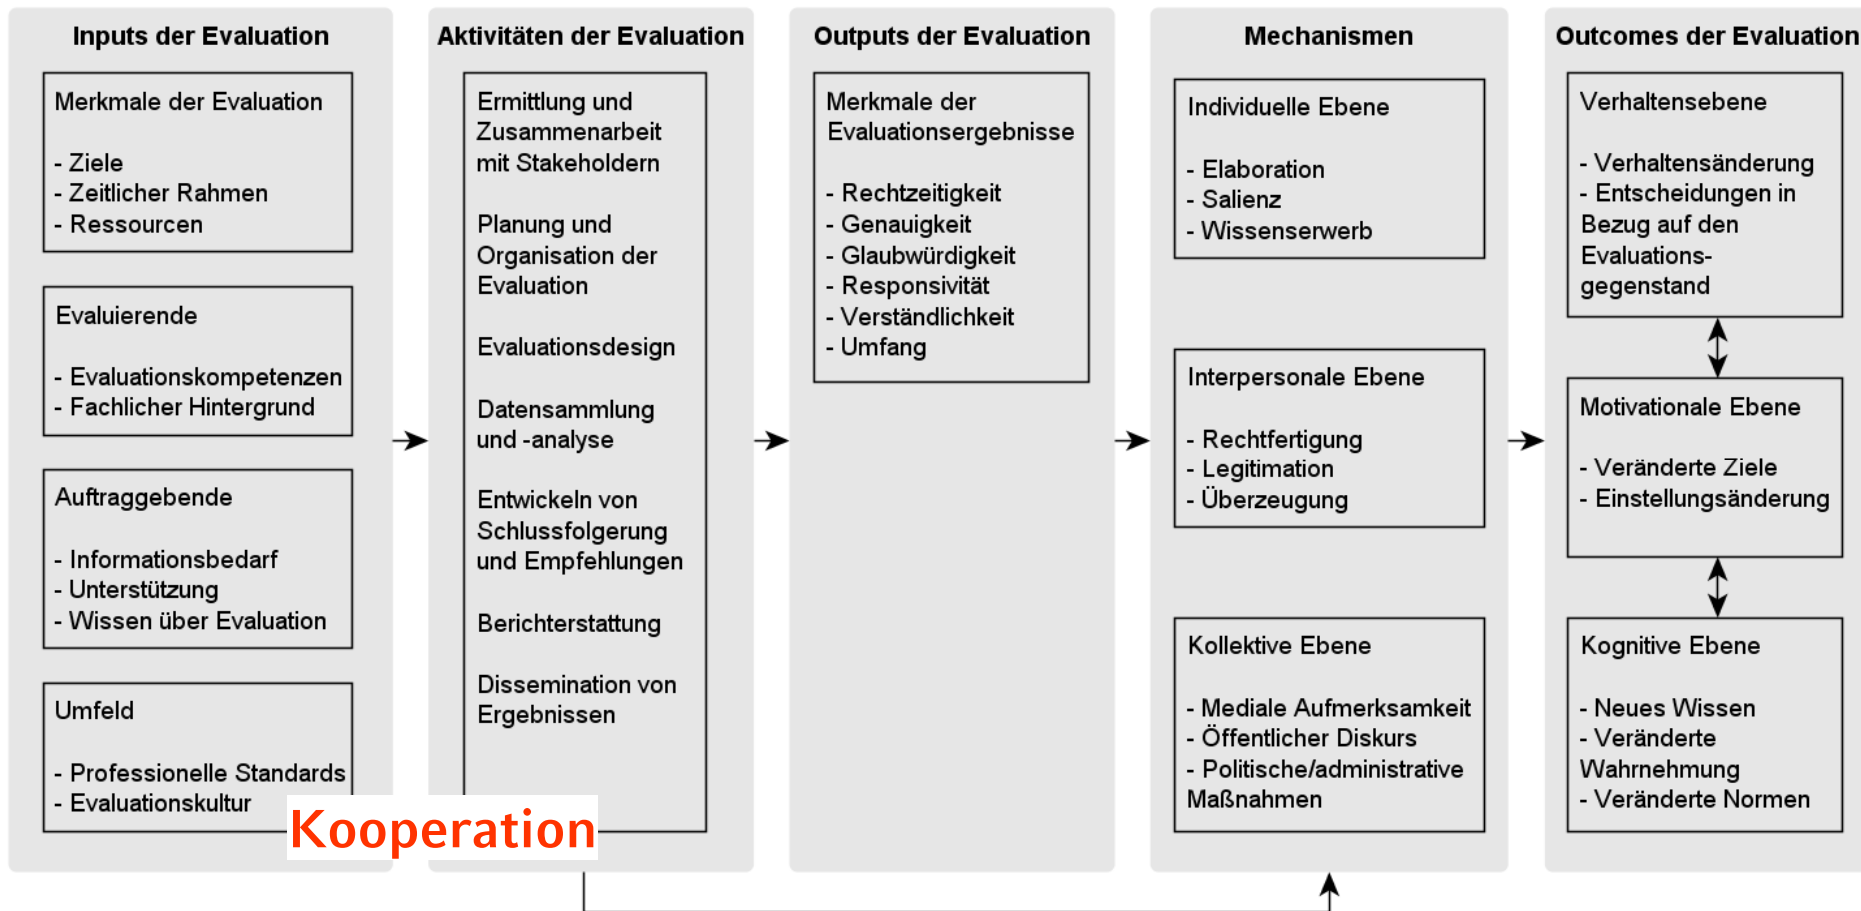 Inputs der Evaluation
Merkmale der Evaluation
- Ziele
- Zeitlicher Rahmen
- Ressourcen
Evaluierende
- Evaluationskompetenzen
- Fachlicher Hintergrund
Auftraggebende
- Informationsbedarf
- Unterstützung
- Wissen über Evaluation
Umfeld
- Professionelle Standards
- Evaluationskultur
Kooperation
Aktivitäten der Evaluation
Ermittlung und
Zusammenarbeit
mit Stakeholdern
Planung und
Organisation der
Evaluation
Evaluationsdesign
Datensammlung
und -analyse
Entwickeln von
Schlussfolgerung
und Empfehlungen
Berichterstattung
Dissemination von
Ergebnissen
Outputs der Evaluation
Merkmale der
Evaluationsergebnisse
- Rechtzeitigkeit
- Genauigkeit
- Glaubwürdigkeit
- Responsivität
- Verständlichkeit
- Umfang
Mechanismen
Individuelle Ebene
- Elaboration
- Salienz
- Wissenserwerb
Interpersonale Ebene
- Rechtfertigung
- Legitimation
- Überzeugung
Kollektive Ebene
- Mediale Aufmerksamkeit
- Öffentlicher Diskurs
- Politische/administrative
Maßnahmen
Outcomes der Evaluation
Verhaltensebene
- Verhaltensänderung
- Entscheidungen in
Bezug auf den
Evaluations-
gegenstand
Motivationale Ebene
- Veränderte Ziele
- Einstellungsänderung
Kognitive Ebene
- Neues Wissen
- Veränderte
Wahrnehmung
- Veränderte Normen